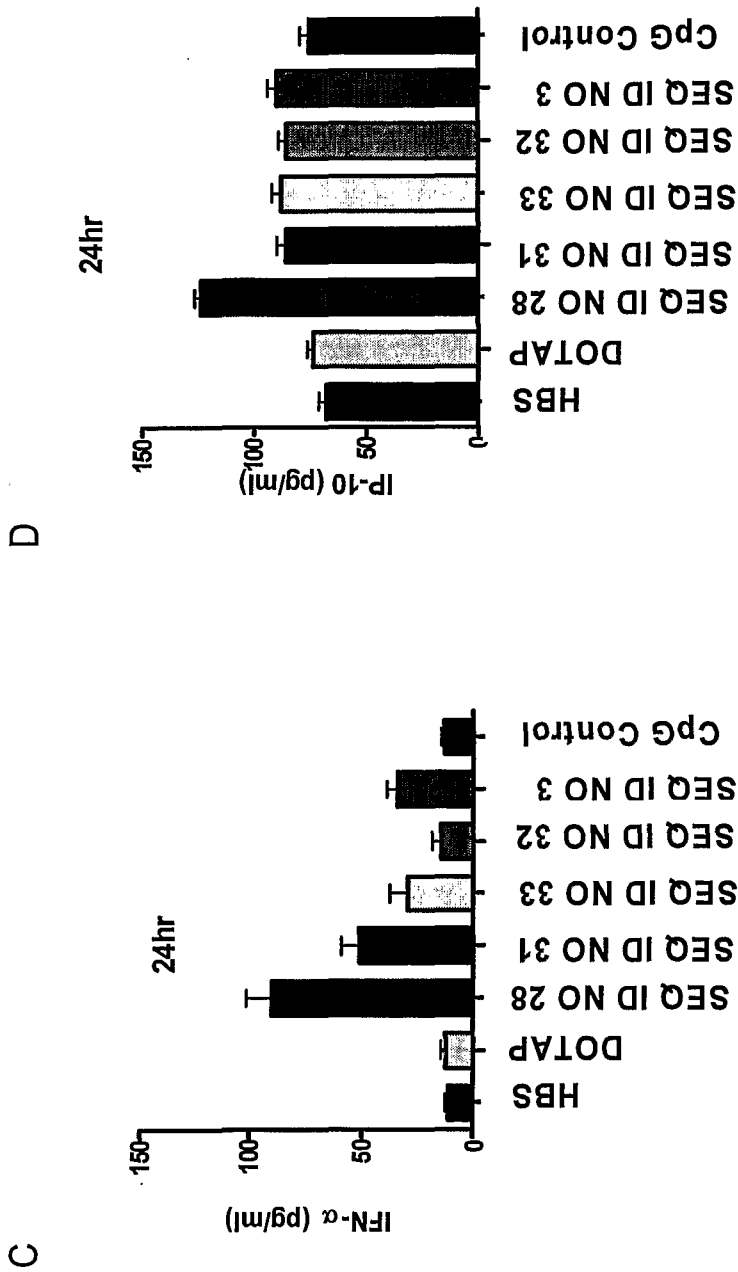 C
24hr
IFN-α (pg/ml)
150
100
50
0
HBS
DOTAP
SEQ ID NO 28
SEQ ID NO 31
SEQ ID NO 33
SEQ ID NO 32
SEQ ID NO 3
CpG Control
D
24hr
IP-10 (pg/ml)
150
100
50
0
HBS
DOTAP
SEQ ID NO 28
SEQ ID NO 31
SEQ ID NO 33
SEQ ID NO 32
SEQ ID NO 3
CpG Control